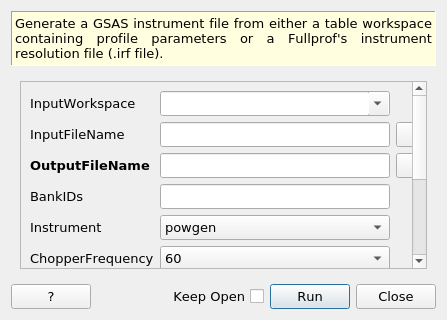 Generate a GSAS instrument file from either a table workspace
containing profile parameters or a Fullprof's instrument
resolution file (.irf file).
InputWorkspace
InputFileName
OutputFileName
BankIDs
Instrument powgen
ChopperFrequency 60
? Keep Open Run Close